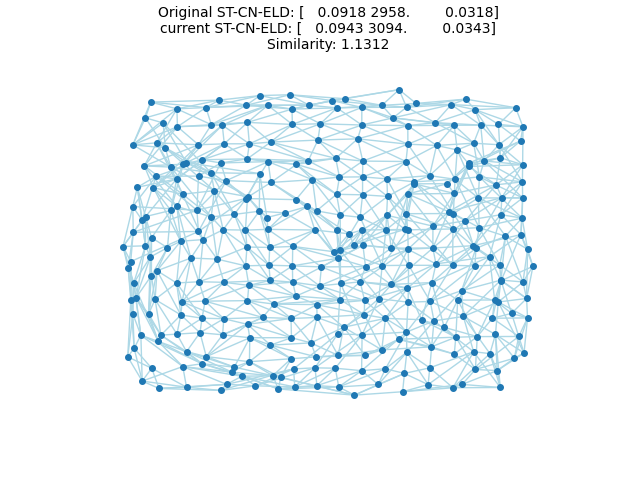 Original ST-CN-ELD: [   0.0918 2958.        0.0318]
current ST-CN-ELD: [   0.0943 3094.        0.0343]
Similarity: 1.1312